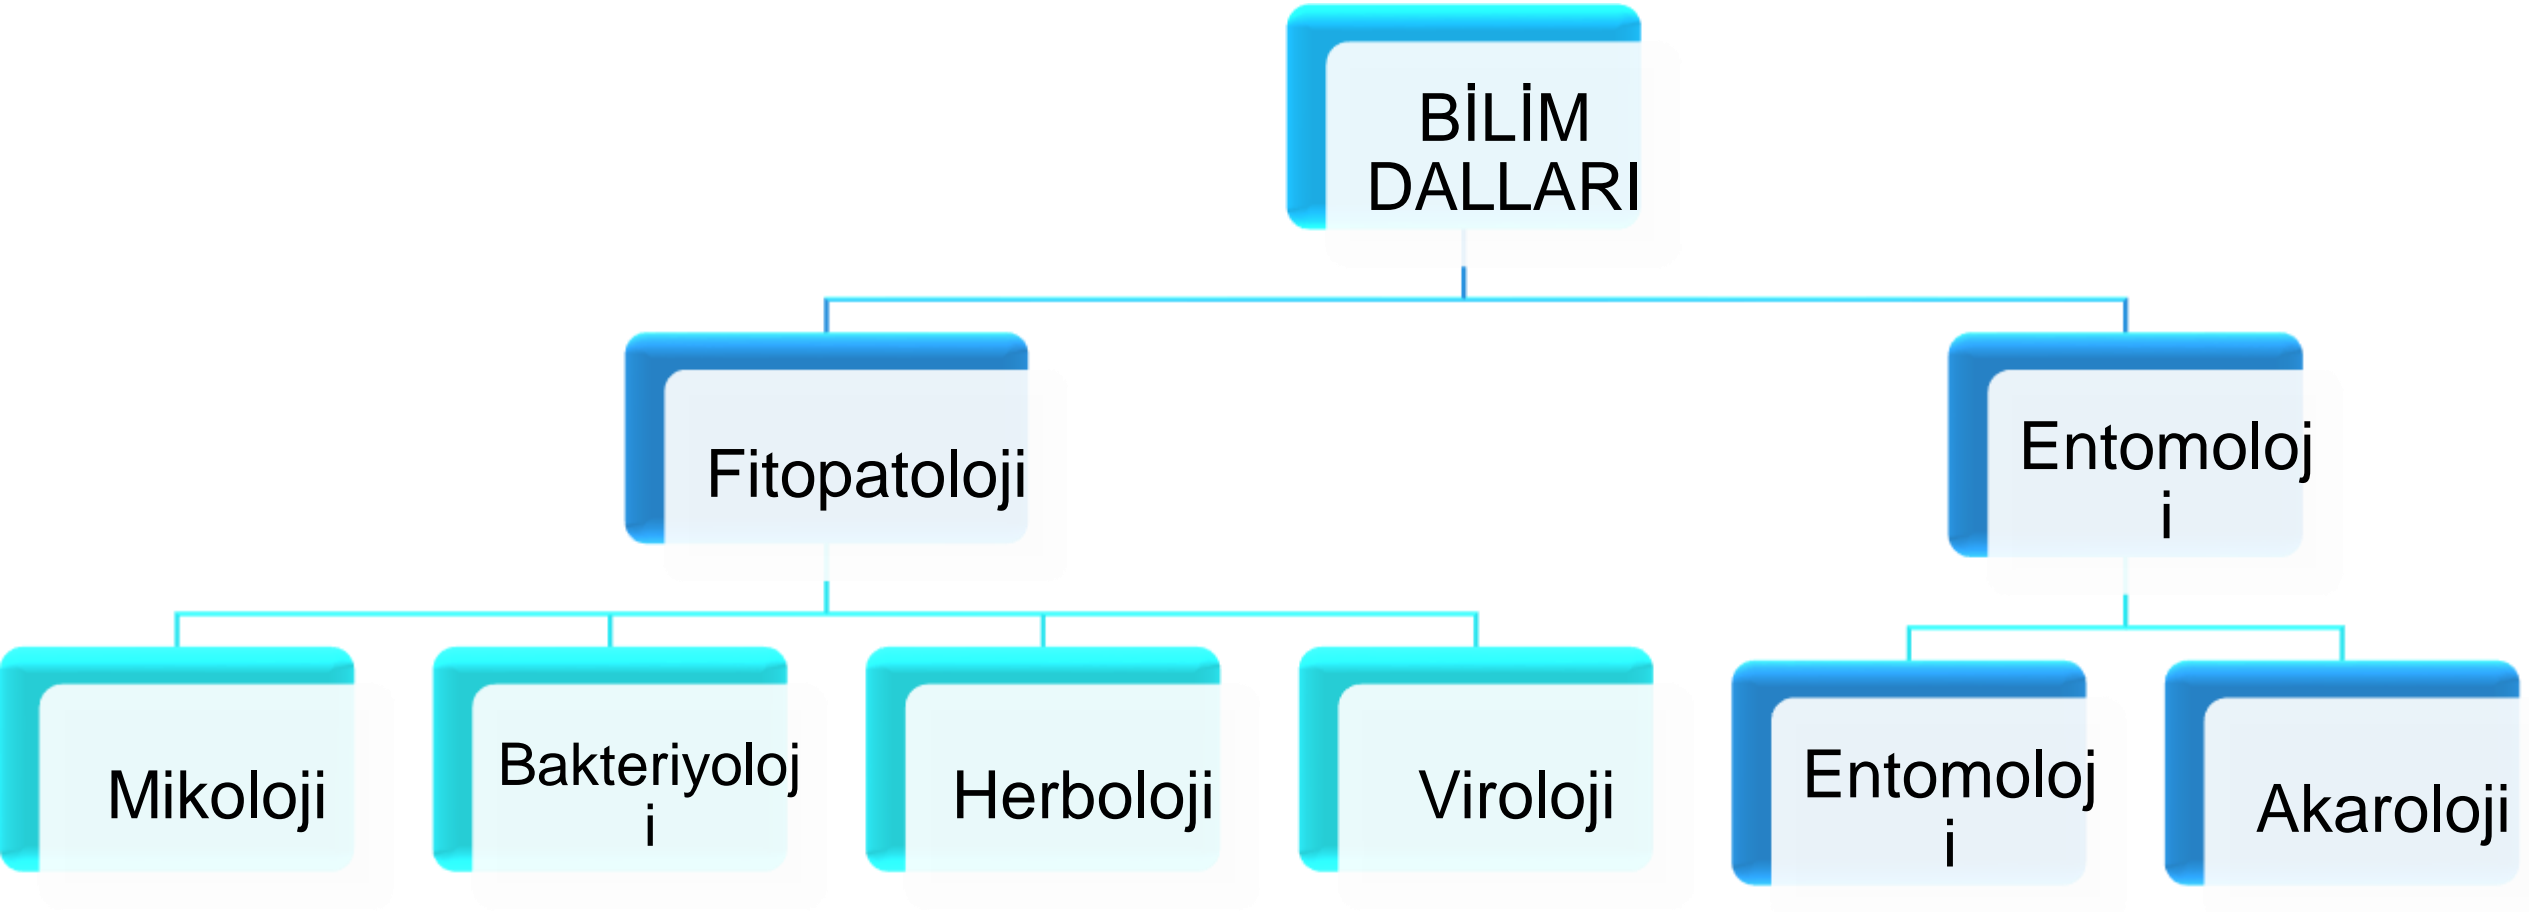 BİLİM
DALLARI
Fitopatoloji
Entomoloj
i
Mikoloji
Bakteriyoloj
i
Herboloji
Viroloji
Entomoloj
i
Akaroloji